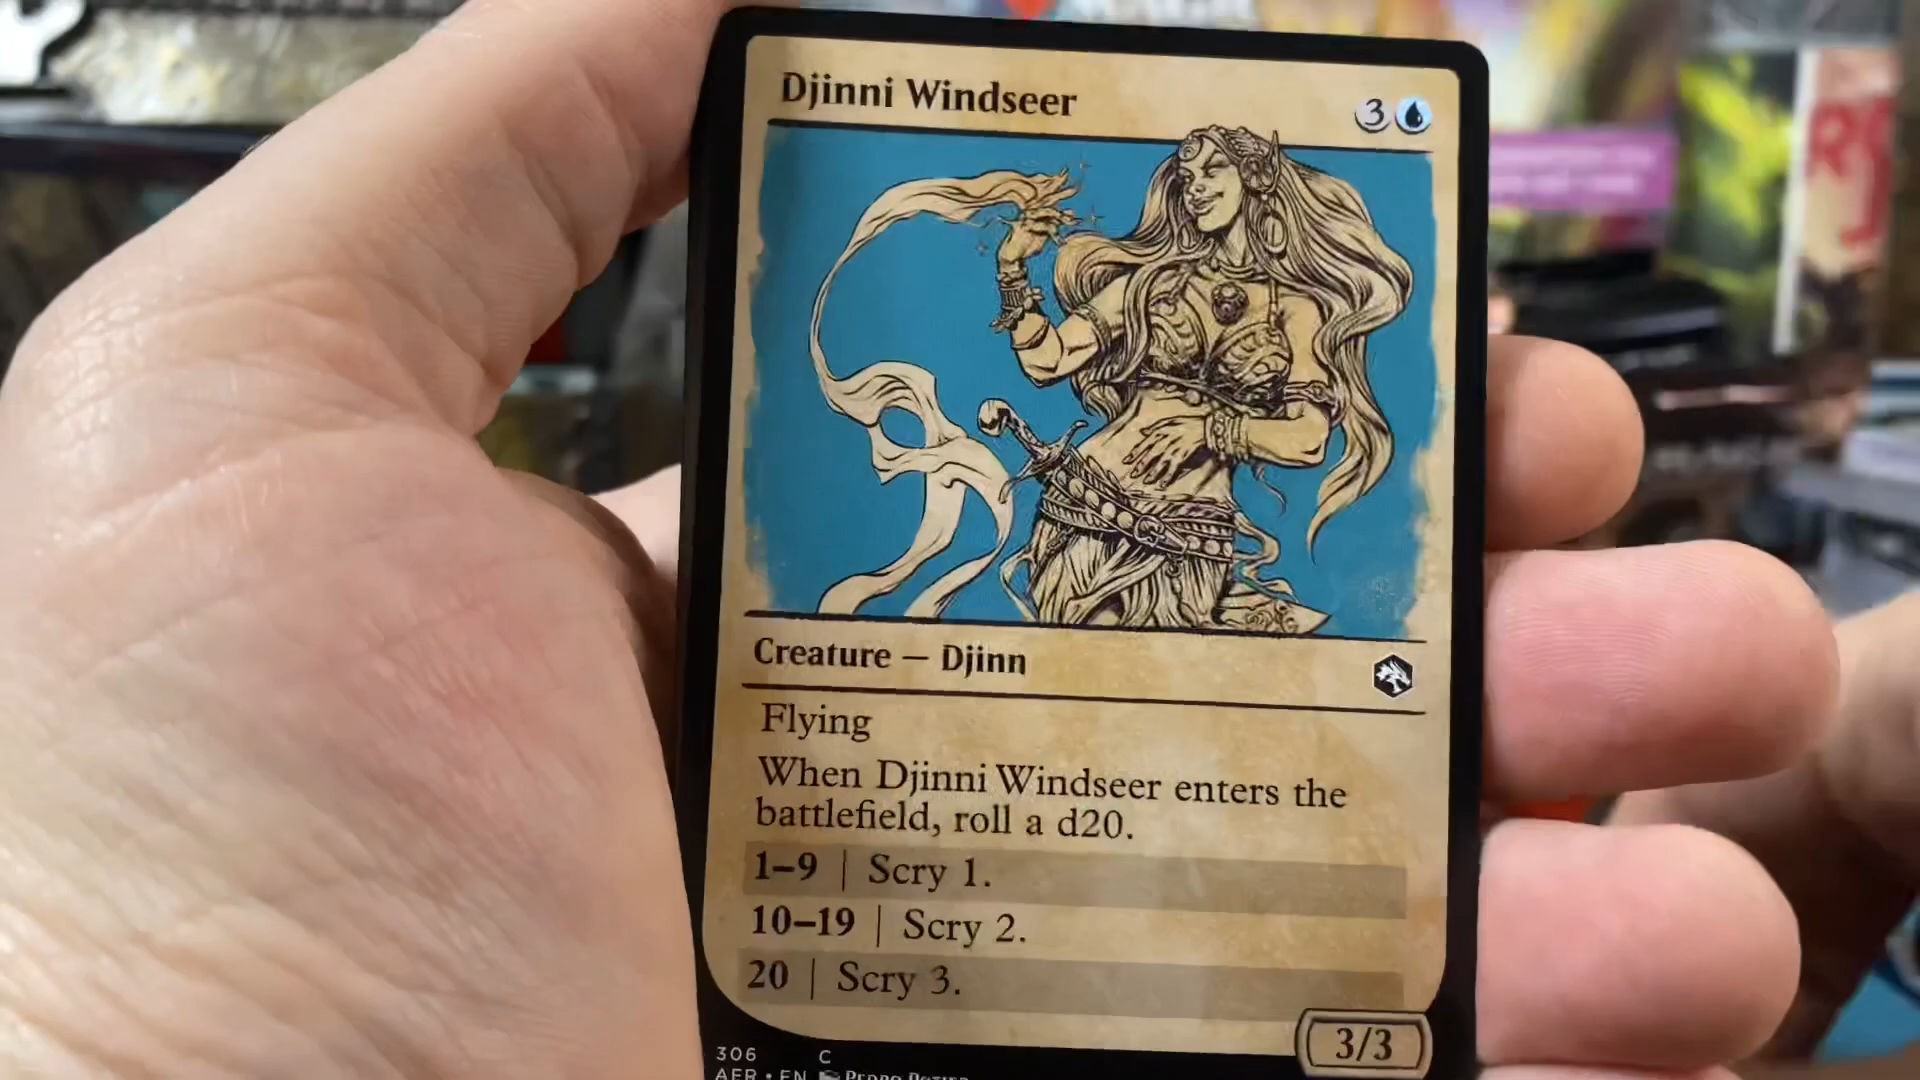 Djinni Windseer
3
Creature — Djinn
Flying
When Djinni Windseer enters the
battlefield, roll a d20.
1–9 | Scry 1.
10–19 | Scry 2.
20 | Scry 3.
3/3
306 C
AFR • EN